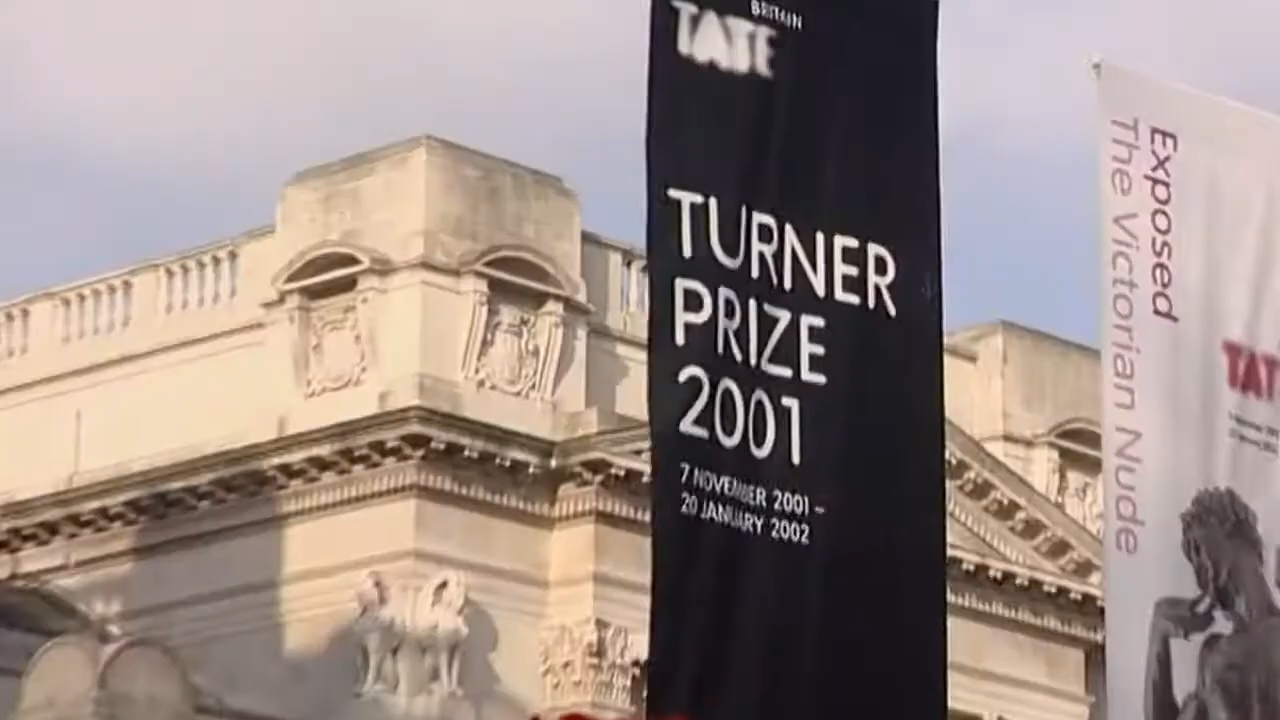 BRITAIN
TATE
TURNER
PRIZE
2001
7 NOVEMBER 2001 –
20 JANUARY 2002
Exposed
The Victorian Nude
TAT